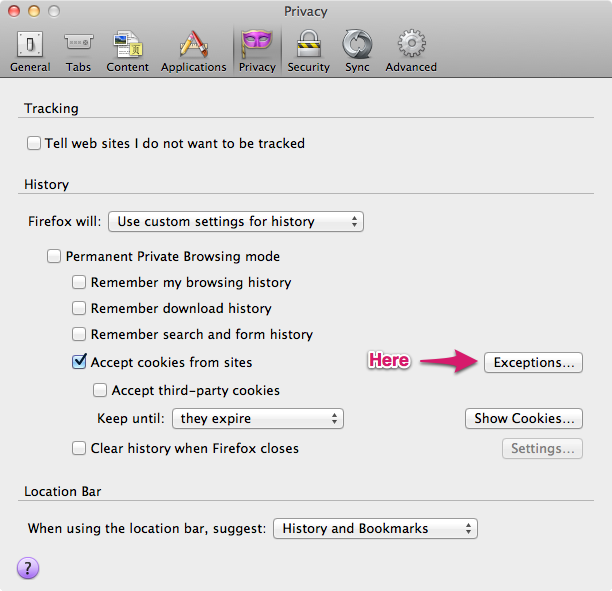 Privacy
General Tabs Content Applications Privacy Security Sync Advanced
Tracking
Tell web sites I do not want to be tracked
History
Firefox will: Use custom settings for history
Permanent Private Browsing mode
Remember my browsing history
Remember download history
Remember search and form history
Accept cookies from sites Here Exceptions...
Accept third-party cookies
Keep until: they expire Show Cookies...
Clear history when Firefox closes Settings...
Location Bar
When using the location bar, suggest: History and Bookmarks
?